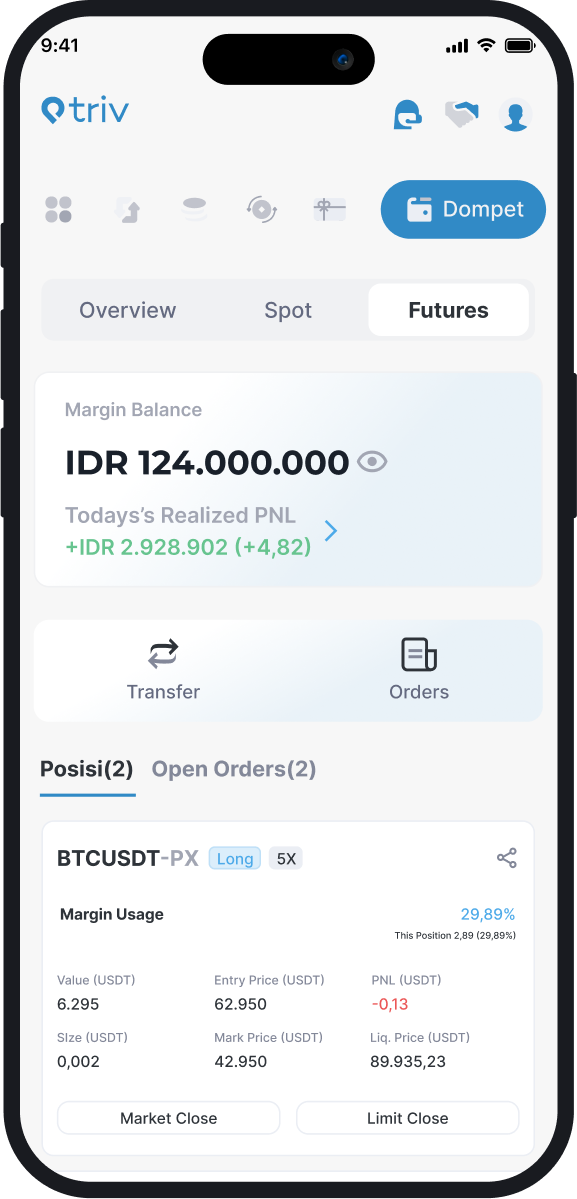 9:41
triv
Dompet
Overview Spot Futures
Margin Balance
IDR 124.000.000
Todays's Realized PNL
+IDR 2.928.902 (+4,82)
Transfer Orders
Posisi(2) Open Orders(2)
BTCUSDT-PX Long 5X
Margin Usage 29,89%
This Position 2,89 (29,89%)
Value (USDT) Entry Price (USDT) PNL (USDT)
6.295 62.950 -0,13
SIze (USDT) Mark Price (USDT) Liq. Price (USDT)
0,002 42.950 89.935,23
Market Close Limit Close